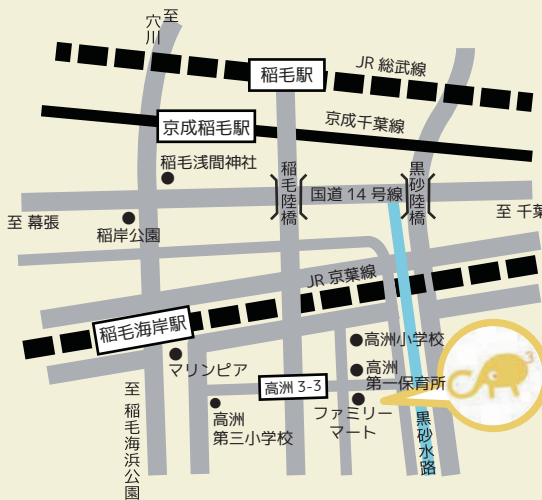 至
穴川
稲毛駅
JR 総武線
京成稲毛駅
京成千葉線
稲毛浅間神社
稲毛陸橋
国道 14 号線
黒砂陸橋
至 幕張
稲岸公園
至 千葉
JR 京葉線
稲毛海岸駅
マリンピア
高洲小学校
高洲
第一保育所
高洲 3-3
ファミリー
マート
高洲
第三小学校
至 稲毛海浜公園
黒砂水路
3